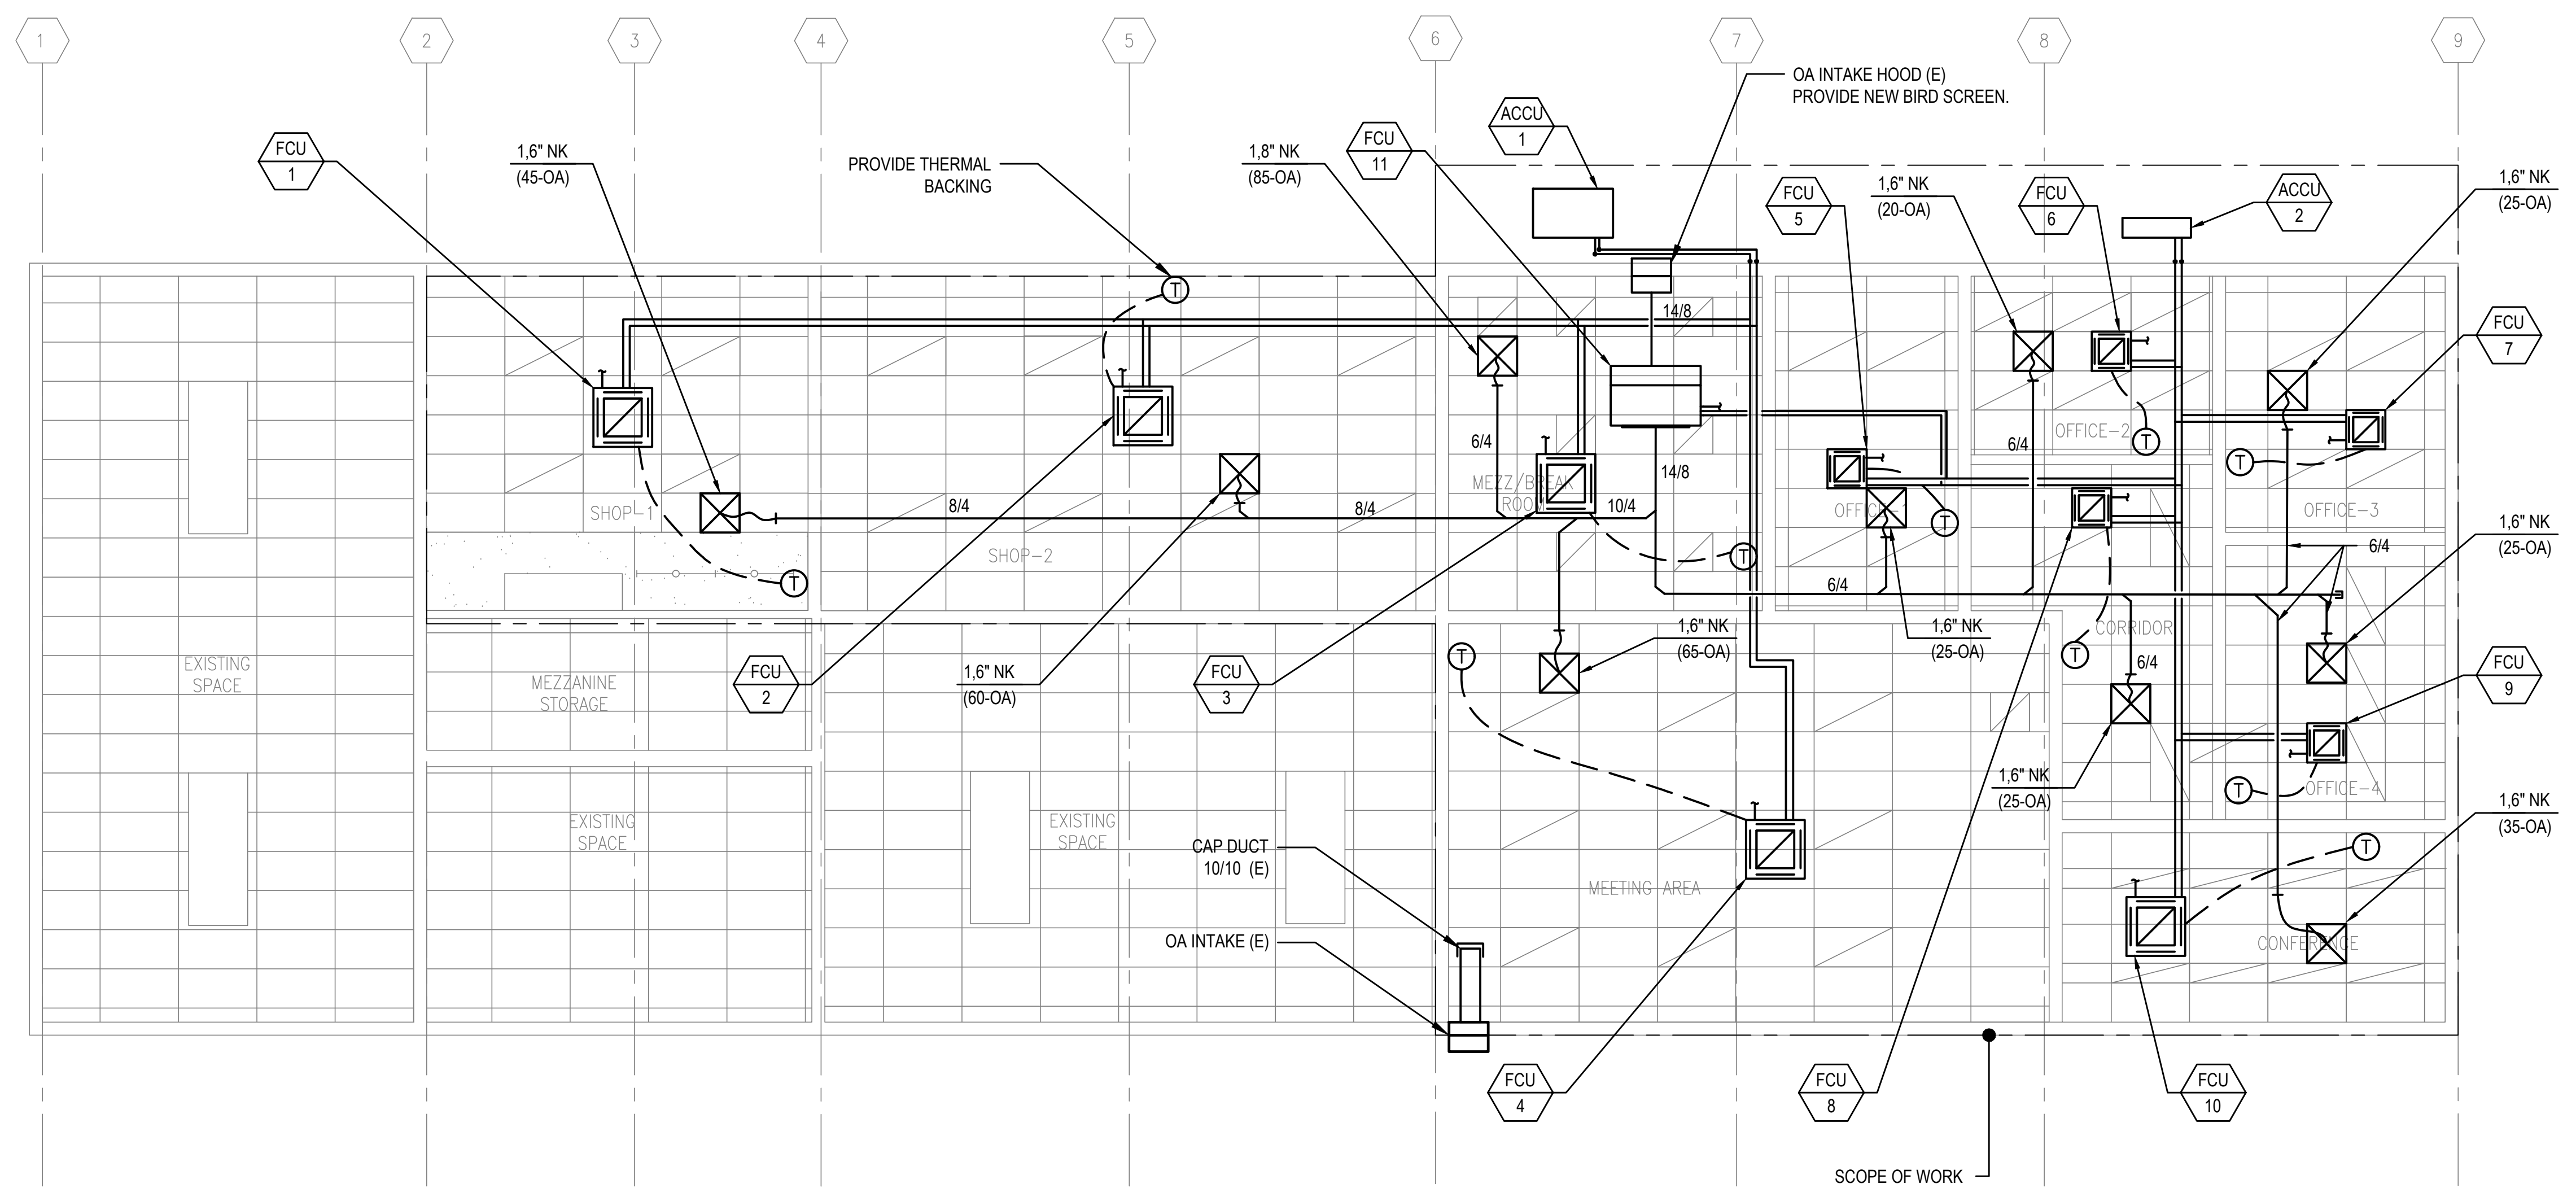 1
2
3
4
5
6
7
8
9
OA INTAKE HOOD (E)
PROVIDE NEW BIRD SCREEN.
FCU
1
1,6" NK
(45-OA)
PROVIDE THERMAL
BACKING
1,8" NK
(85-OA)
FCU
11
ACCU
1
FCU
5
1,6" NK
(20-OA)
FCU
6
ACCU
2
1,6" NK
(25-OA)
T
14/8
FCU
7
6/4
MEZZ/BREAK
ROOM
14/8
10/4
6/4
OFFICE-2
T
T
SHOP-1
8/4
8/4
SHOP-2
OFFICE-1
T
OFFICE-3
1,6" NK
(25-OA)
T
T
6/4
6/4
EXISTING
SPACE
MEZZANINE
STORAGE
FCU
2
1,6" NK
(60-OA)
FCU
3
T
1,6" NK
(65-OA)
1,6" NK
(25-OA)
T
CORRIDOR
6/4
FCU
9
1,6" NK
(25-OA)
T
OFFICE-4
1,6" NK
(35-OA)
EXISTING
SPACE
EXISTING
SPACE
CAP DUCT
10/10 (E)
T
MEETING AREA
OA INTAKE (E)
CONFERENCE
FCU
4
FCU
8
FCU
10
SCOPE OF WORK